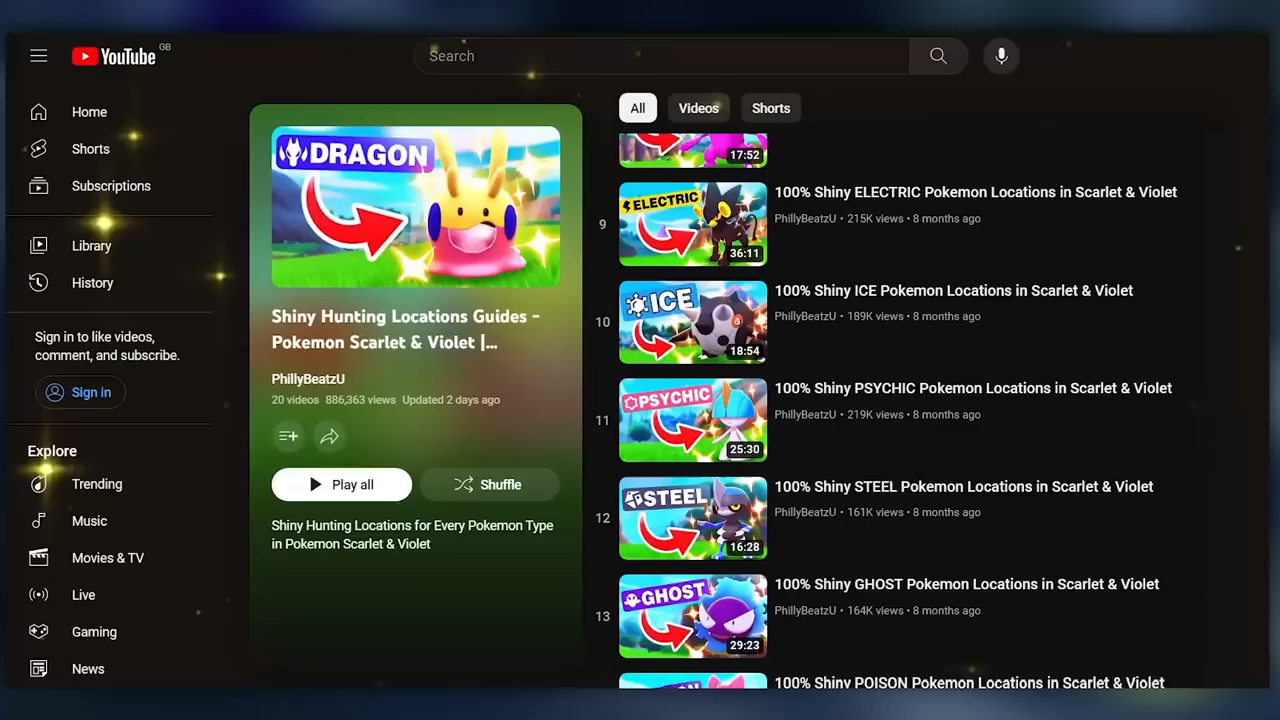 YouTube GB
Search
Home
Shorts
Subscriptions
Library
History
Sign in to like videos,
comment, and subscribe.
Sign in
Explore
Trending
Music
Movies & TV
Live
Gaming
News
DRAGON
Shiny Hunting Locations Guides -
Pokemon Scarlet & Violet |...
PhillyBeatzU
20 videos 886,363 views Updated 2 days ago
Play all
Shuffle
Shiny Hunting Locations for Every Pokemon Type
in Pokemon Scarlet & Violet
All
Videos
Shorts
17:52
9
ELECTRIC
36:11
100% Shiny ELECTRIC Pokemon Locations in Scarlet & Violet
PhillyBeatzU • 215K views • 8 months ago
10
ICE
18:54
100% Shiny ICE Pokemon Locations in Scarlet & Violet
PhillyBeatzU • 189K views • 8 months ago
11
PSYCHIC
25:30
100% Shiny PSYCHIC Pokemon Locations in Scarlet & Violet
PhillyBeatzU • 219K views • 8 months ago
12
STEEL
16:28
100% Shiny STEEL Pokemon Locations in Scarlet & Violet
PhillyBeatzU • 161K views • 8 months ago
13
GHOST
29:23
100% Shiny GHOST Pokemon Locations in Scarlet & Violet
PhillyBeatzU • 164K views • 8 months ago
100% Shiny POISON Pokemon Locations in Scarlet & Violet